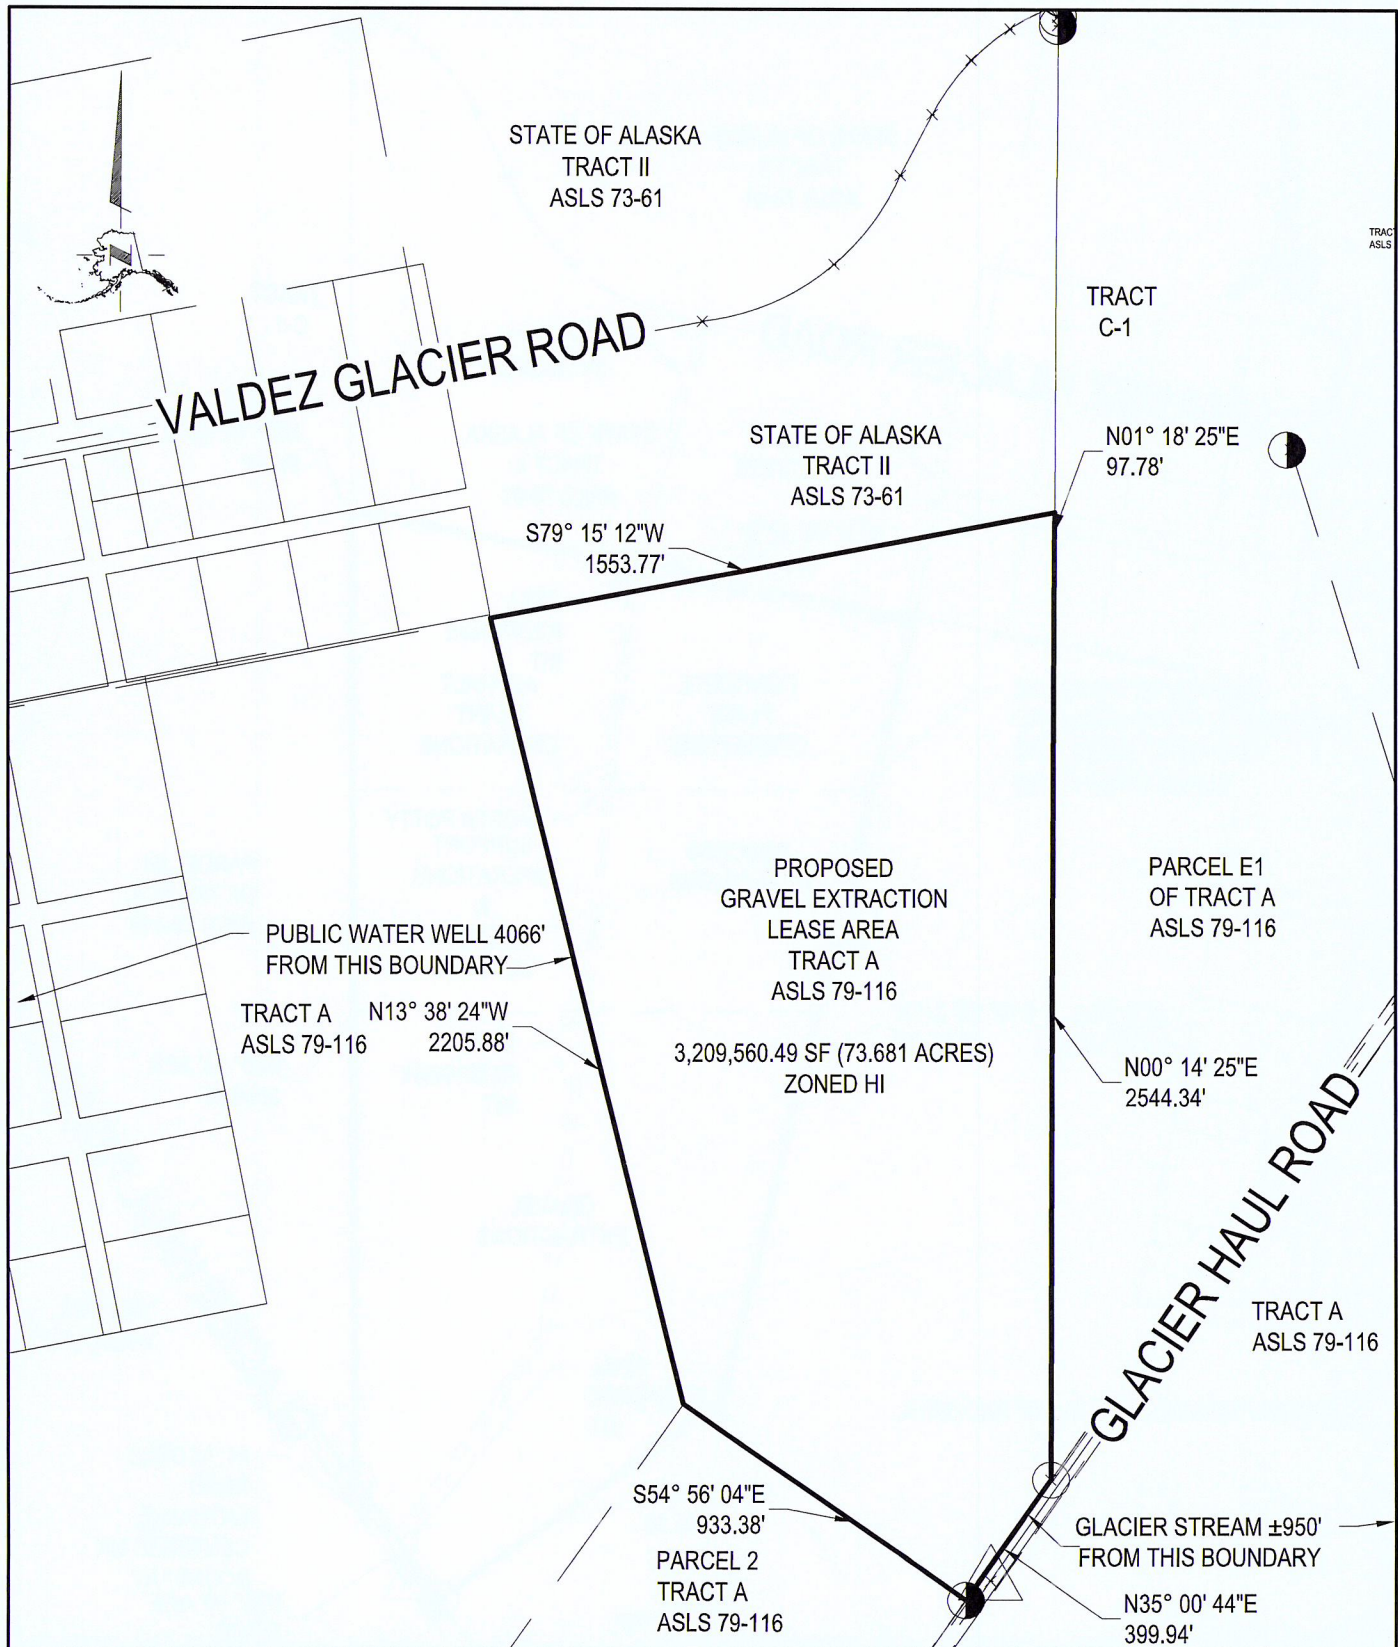 STATE OF ALASKA
TRACT II
ASLS 73-61
TRACT
C-1
VALDEZ GLACIER ROAD
STATE OF ALASKA
TRACT II
ASLS 73-61
N01° 18' 25"E
97.78'
S79° 15' 12"W
1553.77'
PROPOSED
GRAVEL EXTRACTION
LEASE AREA
TRACT A
ASLS 79-116
3,209,560.49 SF (73.681 ACRES)
ZONED HI
PARCEL E1
OF TRACT A
ASLS 79-116
PUBLIC WATER WELL 4066'
FROM THIS BOUNDARY
TRACT A
ASLS 79-116
N13° 38' 24"W
2205.88'
N00° 14' 25"E
2544.34'
GLACIER HAUL ROAD
TRACT A
ASLS 79-116
S54° 56' 04"E
933.38'
PARCEL 2
TRACT A
ASLS 79-116
GLACIER STREAM ±950'
FROM THIS BOUNDARY
N35° 00' 44"E
399.94'